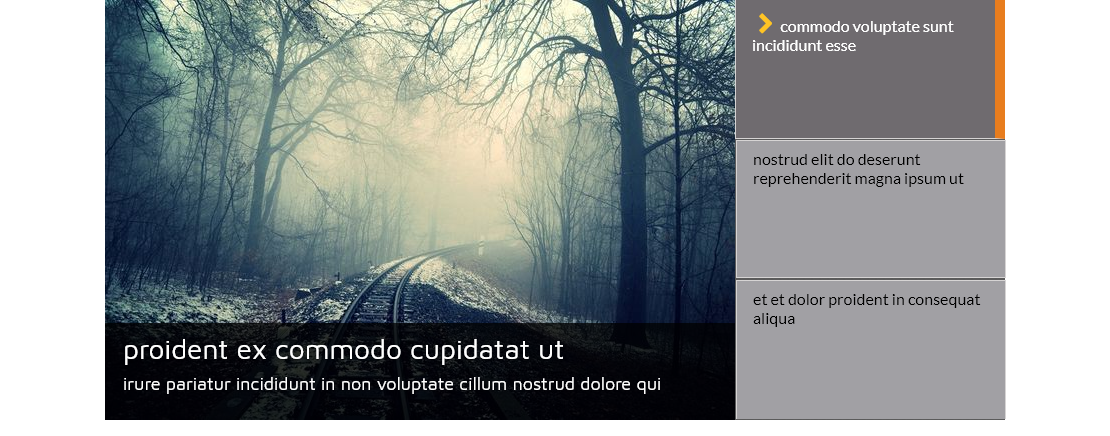 commodo voluptate sunt
incididunt esse
nostrud elit do deserunt
reprehenderit magna ipsum ut
et et dolor proident in consequat
aliqua
proident ex commodo cupidatat ut
irure pariatur incididunt in non voluptate cillum nostrud dolore qui